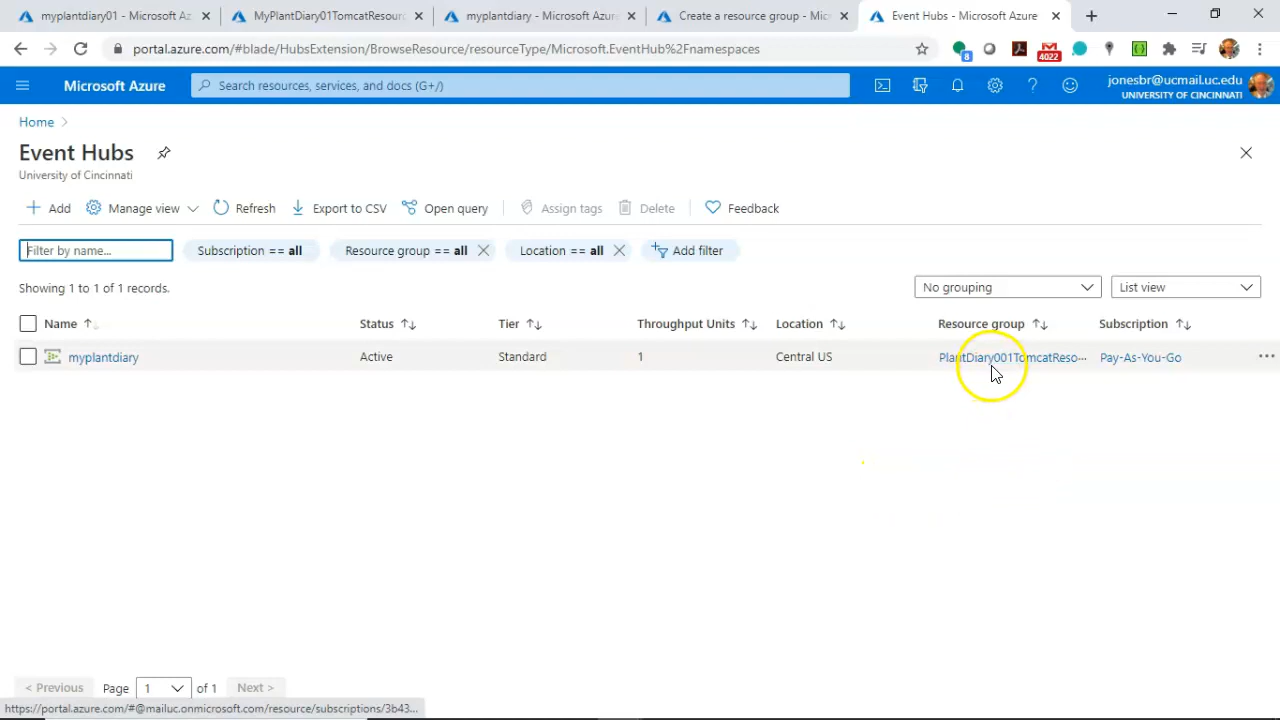 myplantdiary01 - Microsoft Az
MyPlantDiary01TomcatResourc
myplantdiary - Microsoft Azure
Create a resource group - Micr
Event Hubs - Microsoft Azure
portal.azure.com/#blade/HubsExtension/BrowseResource/resourceType/Microsoft.EventHub%2Fnamespaces
8
4022
Microsoft Azure
Search resources, services, and docs (G+/)
jonesbr@ucmail.uc.edu
UNIVERSITY OF CINCINNATI
Home
Event Hubs
University of Cincinnati
Add
Manage view
Refresh
Export to CSV
Open query
Assign tags
Delete
Feedback
Filter by name...
Subscription == all
Resource group == all
Location == all
Add filter
Showing 1 to 1 of 1 records.
No grouping
List view
Name
Status
Tier
Throughput Units
Location
Resource group
Subscription
myplantdiary
Active
Standard
1
Central US
PlantDiary001TomcatReso···
Pay-As-You-Go
< Previous
Page
1
of 1
Next >
https://portal.azure.com/#@mailuc.onmicrosoft.com/resource/subscriptions/3b43...